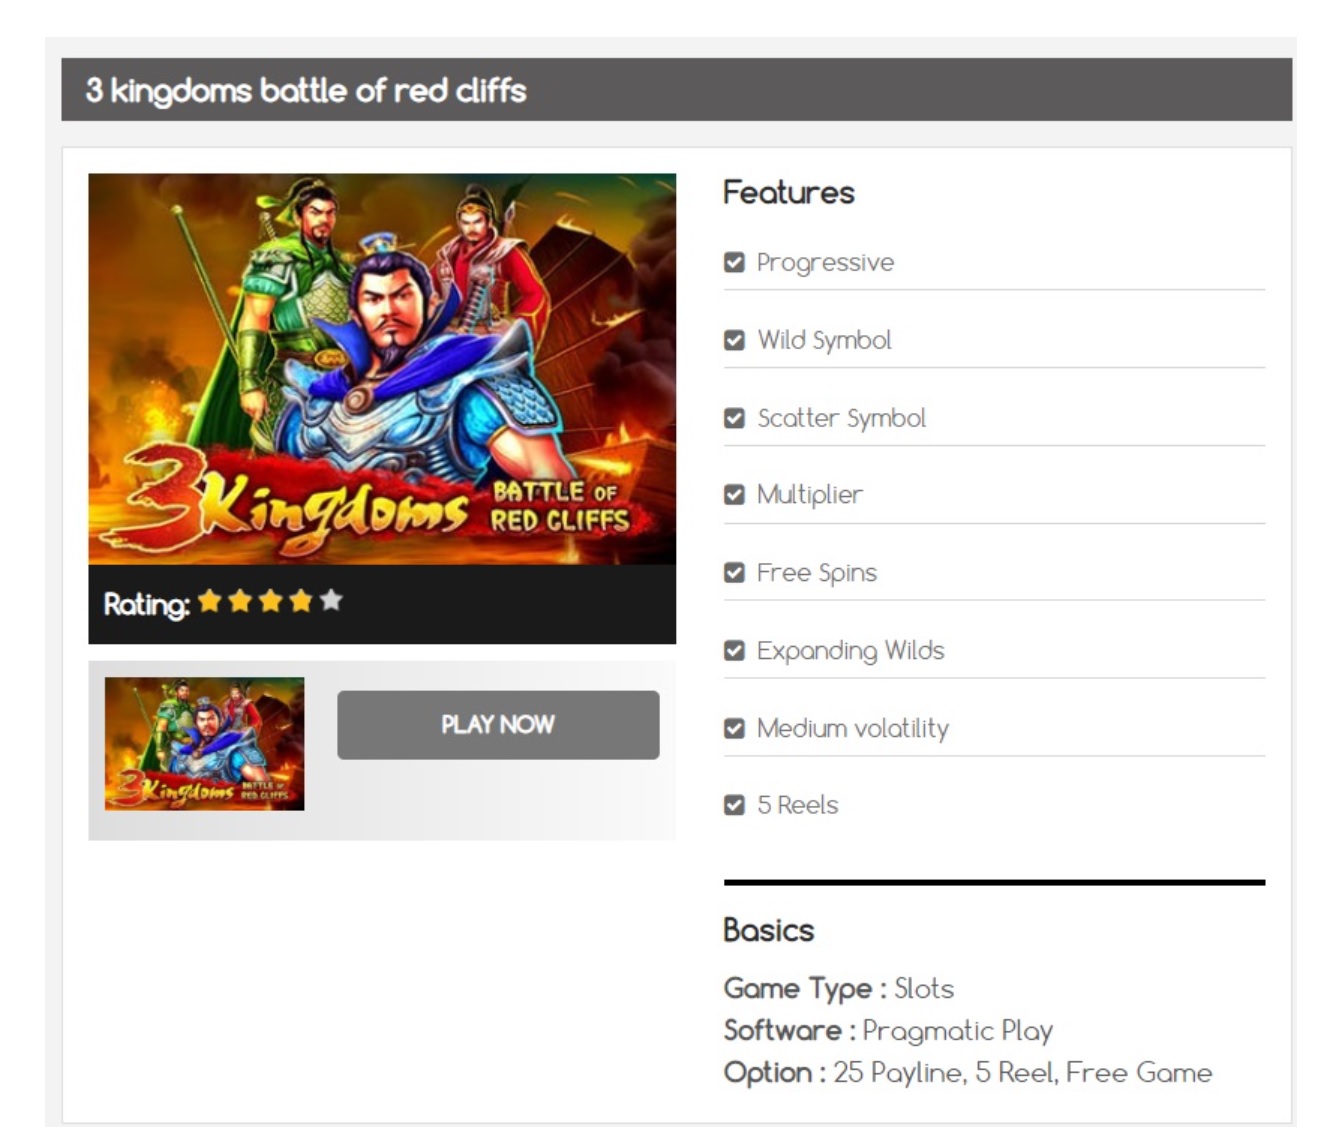 3 kingdoms battle of red cliffs
3 Kingdoms BATTLE OF
RED CLIFFS
Rating:
3 Kingdoms BATTLE OF
RED CLIFFS
PLAY NOW
Features
Progressive
Wild Symbol
Scatter Symbol
Multiplier
Free Spins
Expanding Wilds
Medium volatility
5 Reels
Basics
Game Type : Slots
Software : Pragmatic Play
Option : 25 Payline, 5 Reel, Free Game